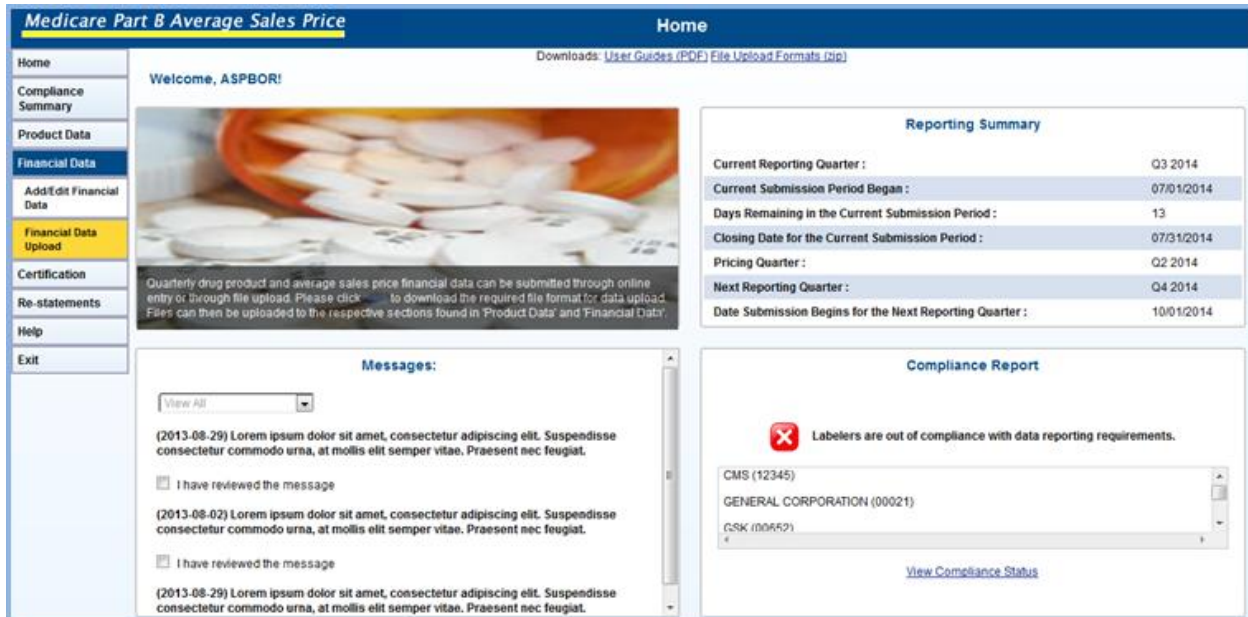 Medicare Part B Average Sales Price
Home
Downloads: User Guides (PDF) File Upload Formats (zip)
Home
Compliance
Summary
Product Data
Financial Data
Add/Edit Financial
Data
Financial Data
Upload
Certification
Re-statements
Help
Exit
Welcome, ASPBOR!
Quarterly drug product and average sales price financial data can be submitted through online
entry or through file upload. Please click to download the required file format for data upload.
Files can then be uploaded to the respective sections found in 'Product Data' and 'Financial Data'.
Reporting Summary
Current Reporting Quarter : Q3 2014
Current Submission Period Began : 07/01/2014
Days Remaining in the Current Submission Period : 13
Closing Date for the Current Submission Period : 07/31/2014
Pricing Quarter : Q2 2014
Next Reporting Quarter : Q4 2014
Date Submission Begins for the Next Reporting Quarter : 10/01/2014
Messages:
View All
(2013-08-29) Lorem ipsum dolor sit amet, consectetur adipiscing elit. Suspendisse
consectetur commodo urna, at mollis elit semper vitae. Praesent nec feugiat.
I have reviewed the message
(2013-08-02) Lorem ipsum dolor sit amet, consectetur adipiscing elit. Suspendisse
consectetur commodo urna, at mollis elit semper vitae. Praesent nec feugiat.
I have reviewed the message
(2013-08-29) Lorem ipsum dolor sit amet, consectetur adipiscing elit. Suspendisse
consectetur commodo urna, at mollis elit semper vitae. Praesent nec feugiat.
Compliance Report
Labelers are out of compliance with data reporting requirements.
CMS (12345)
GENERAL CORPORATION (00021)
GSK (00652)
View Compliance Status